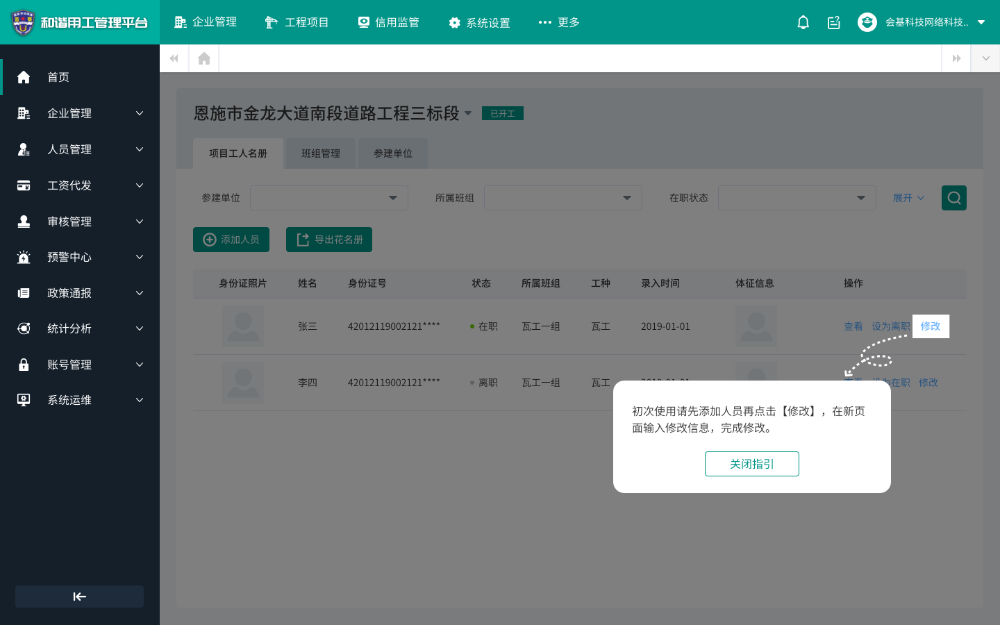 和谐用工管理平台
企业管理
工程项目
信用监管
系统设置
更多
会基科技网络科技..
首页
企业管理
人员管理
工资代发
审核管理
预警中心
政策通报
统计分析
账号管理
系统运维
恩施市金龙大道南段道路工程三标段
已开工
项目工人名册
班组管理
参建单位
参建单位
所属班组
在职状态
展开
添加人员
导出花名册
身份证照片 姓名 身份证号 状态 所属班组 工种 录入时间 体征信息 操作
张三 42012119002121**** 在职 瓦工一组 瓦工 2019-01-01 查看 设为离职 修改
李四 42012119002121**** 离职 瓦工一组 瓦工 2019-01-01 查看 设为在职 修改
初次使用请先添加人员再点击【修改】，在新页
面输入修改信息，完成修改。
关闭指引